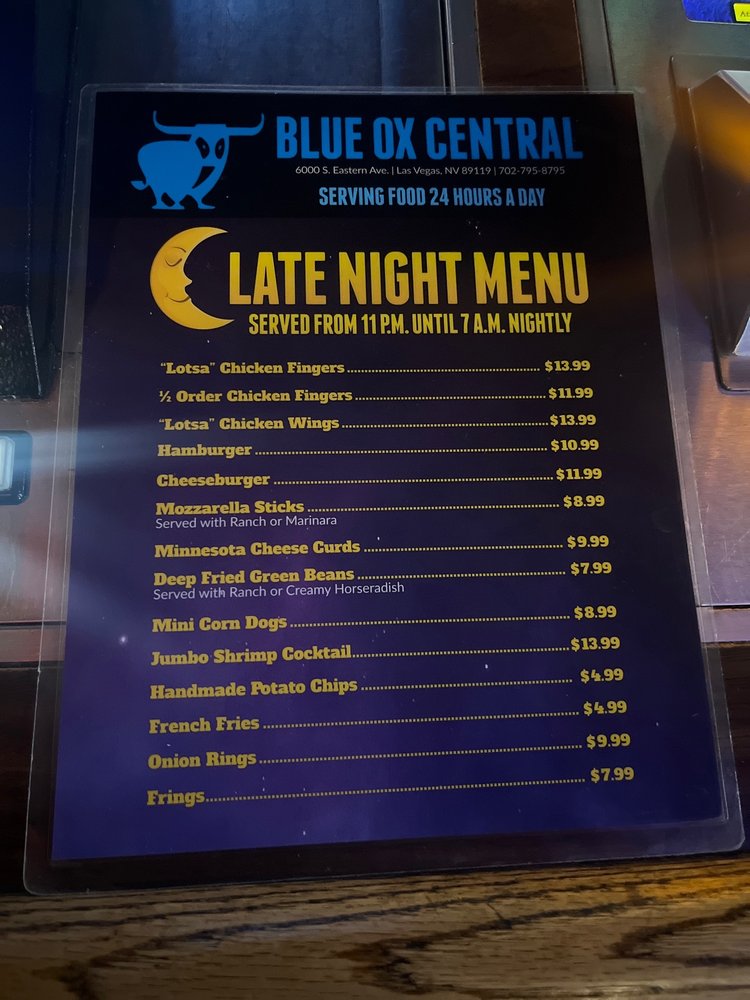 BLUE OX CENTRAL
6000 S. Eastern Ave. | Las Vegas, NV 89119 | 702-795-8795
SERVING FOOD 24 HOURS A DAY
LATE NIGHT MENU
SERVED FROM 11 P.M. UNTIL 7 A.M. NIGHTLY
“Lotsa” Chicken Fingers $13.99
½ Order Chicken Fingers $11.99
“Lotsa” Chicken Wings $13.99
Hamburger $10.99
Cheeseburger $11.99
Mozzarella Sticks $8.99
Served with Ranch or Marinara
Minnesota Cheese Curds $9.99
Deep Fried Green Beans $7.99
Served with Ranch or Creamy Horseradish
Mini Corn Dogs $8.99
Jumbo Shrimp Cocktail $13.99
Handmade Potato Chips $4.99
French Fries $4.99
Onion Rings $9.99
Frings $7.99